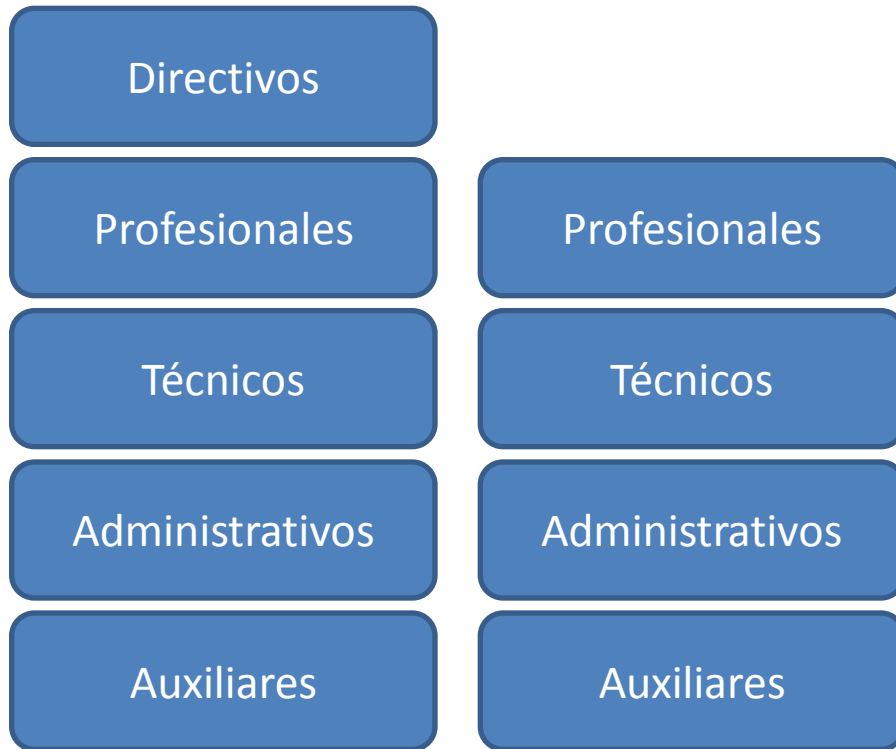 Directivos
Profesionales
Profesionales
Técnicos
Técnicos
Administrativos
Administrativos
Auxiliares
Auxiliares